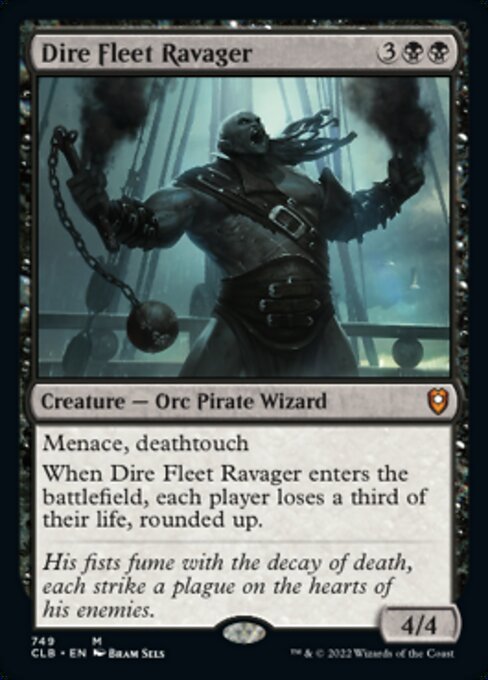 Dire Fleet Ravager 3
Creature — Orc Pirate Wizard
Menace, deathtouch
When Dire Fleet Ravager enters the
battlefield, each player loses a third of
their life, rounded up.
His fists fume with the decay of death,
each strike a plague on the hearts of
his enemies.
4/4
749 M
CLB • EN BRAM SELS
™ & © 2022 Wizards of the Coast